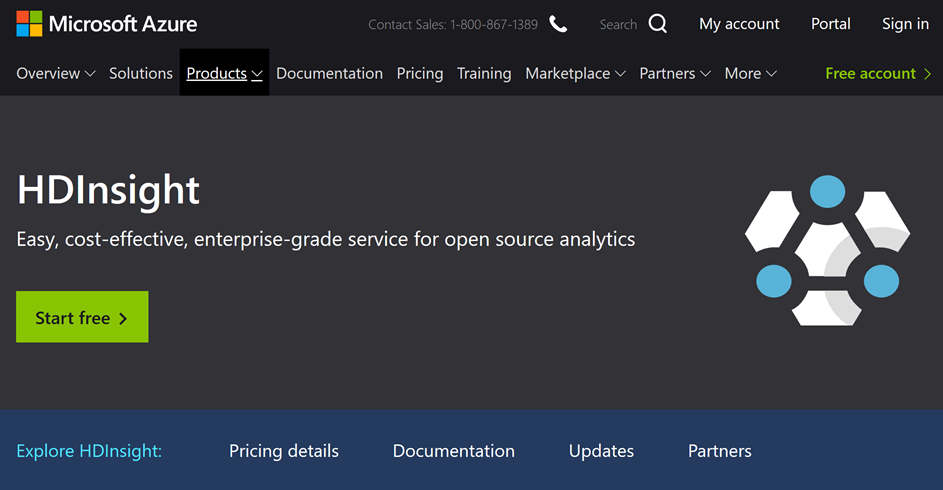 Microsoft Azure Contact Sales: 1-800-867-1389 Search My account Portal Sign in
Overview Solutions Products Documentation Pricing Training Marketplace Partners More Free account
HDInsight
Easy, cost-effective, enterprise-grade service for open source analytics
Start free
Explore HDInsight: Pricing details Documentation Updates Partners